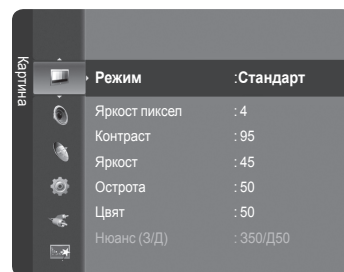 Картина
Режим :Стандарт
Яркост пиксел : 4
Контраст : 95
Яркост : 45
Острота : 50
Цвят : 50
Нюанс (З/Д) : З50/Д50